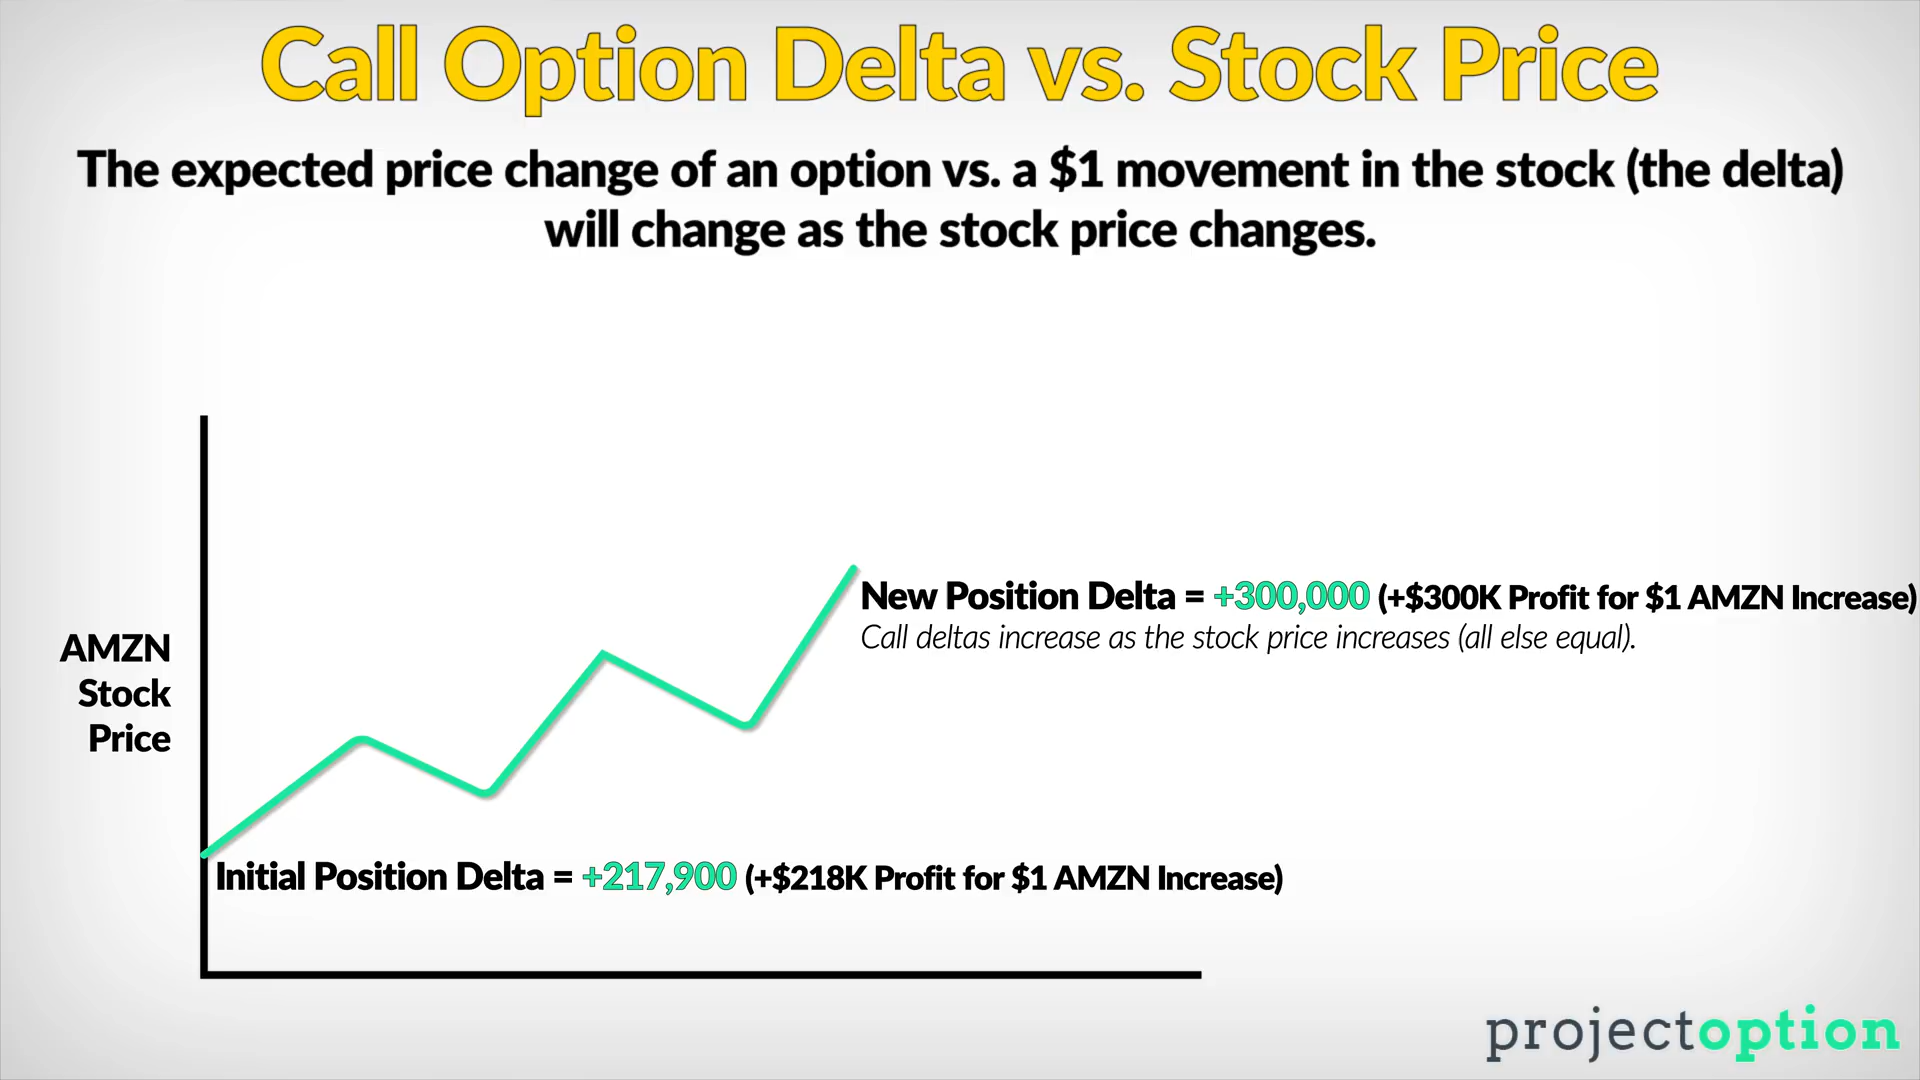 Call Option Delta vs. Stock Price
The expected price change of an option vs. a $1 movement in the stock (the delta)
will change as the stock price changes.
New Position Delta = +300,000 (+$300K Profit for $1 AMZN Increase)
Call deltas increase as the stock price increases (all else equal).
AMZN
Stock
Price
Initial Position Delta = +217,900 (+$218K Profit for $1 AMZN Increase)
projectoption